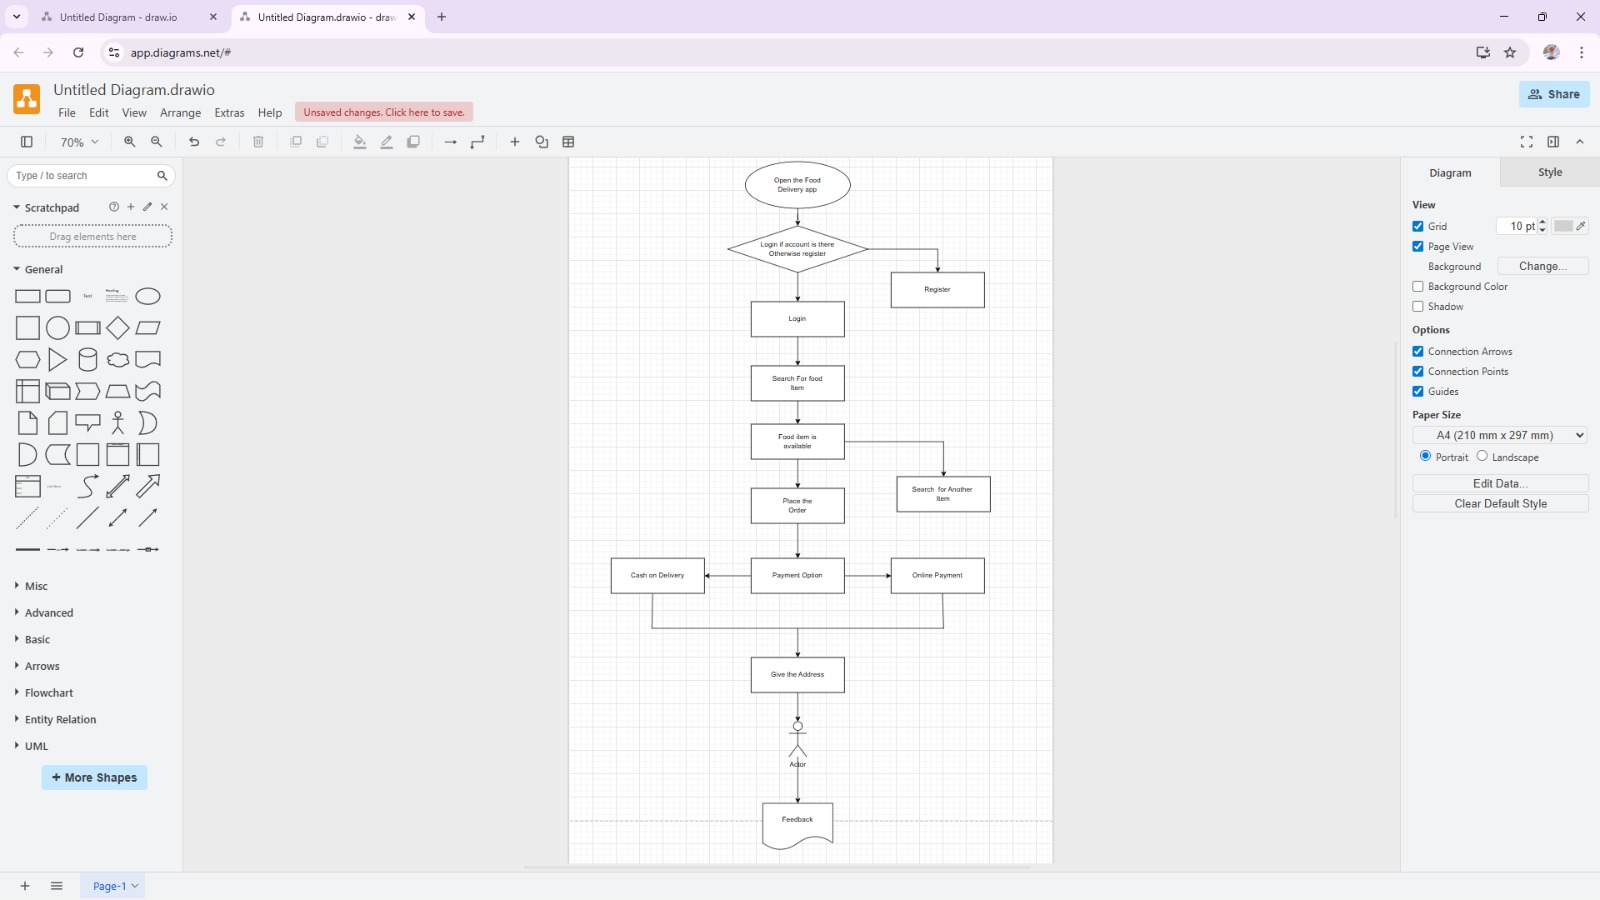 Untitled Diagram - draw.io
Untitled Diagram.drawio - draw
app.diagrams.net/#
Untitled Diagram.drawio
File Edit View Arrange Extras Help Unsaved changes. Click here to save.
Share
70%
Type / to search
Scratchpad
Drag elements here
General
Text
Heading
Misc
Advanced
Basic
Arrows
Flowchart
Entity Relation
UML
+ More Shapes
Open the Food
Delivery app
Login if account is there
Otherwise register
Register
Login
Search For food
Item
Food item is
available
Search for Another
Item
Place the
Order
Cash on Delivery
Payment Option
Online Payment
Give the Address
Actor
Feedback
Diagram
Style
View
Grid
10 pt
Page View
Background
Change...
Background Color
Shadow
Options
Connection Arrows
Connection Points
Guides
Paper Size
A4 (210 mm x 297 mm)
Portrait
Landscape
Edit Data...
Clear Default Style
Page-1